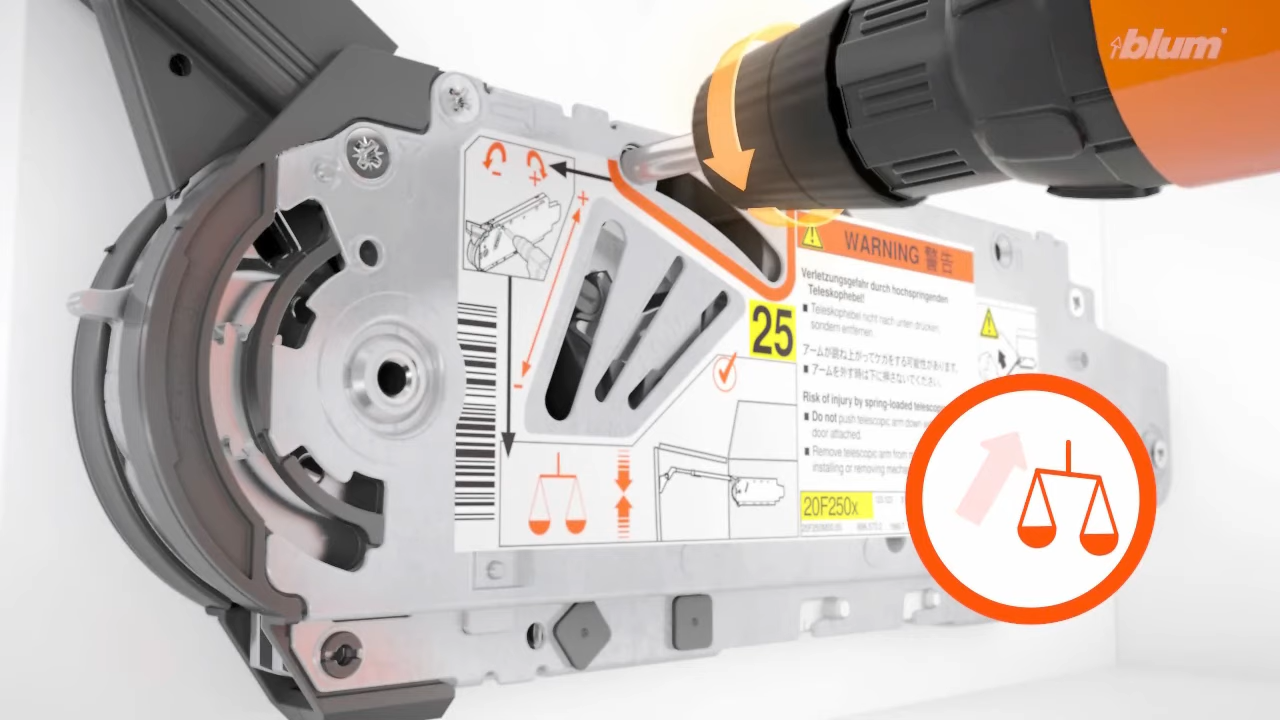 blum
WARNING 警告
Verletzungsgefahr durch hochspringenden
Teleskophebel!
■ Teleskophebel nicht nach unten drücken,
sondern entfernen.
25
アームが跳ね上がってケガをする可能性があります。
■ アームを外す時は下に押さないでください。
Risk of injury by spring-loaded
■ Do not push telescopic arm down
door attached.
■ Remove telescopic arm from
installing or removing
20F250x